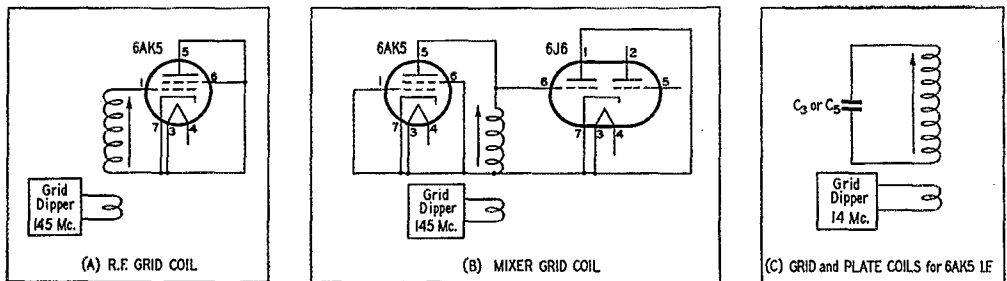 6AK5
5
1
6
7
3
4
Grid
Dipper
145 Mc.
(A) R.F. GRID COIL
6AK5
5
1
6
7
3
4
6J6
1
2
6
5
7
3
4
Grid
Dipper
145 Mc.
(B) MIXER GRID COIL
C3 or C5
Grid
Dipper
14 Mc.
(C) GRID and PLATE COILS for 6AK5 I.F.